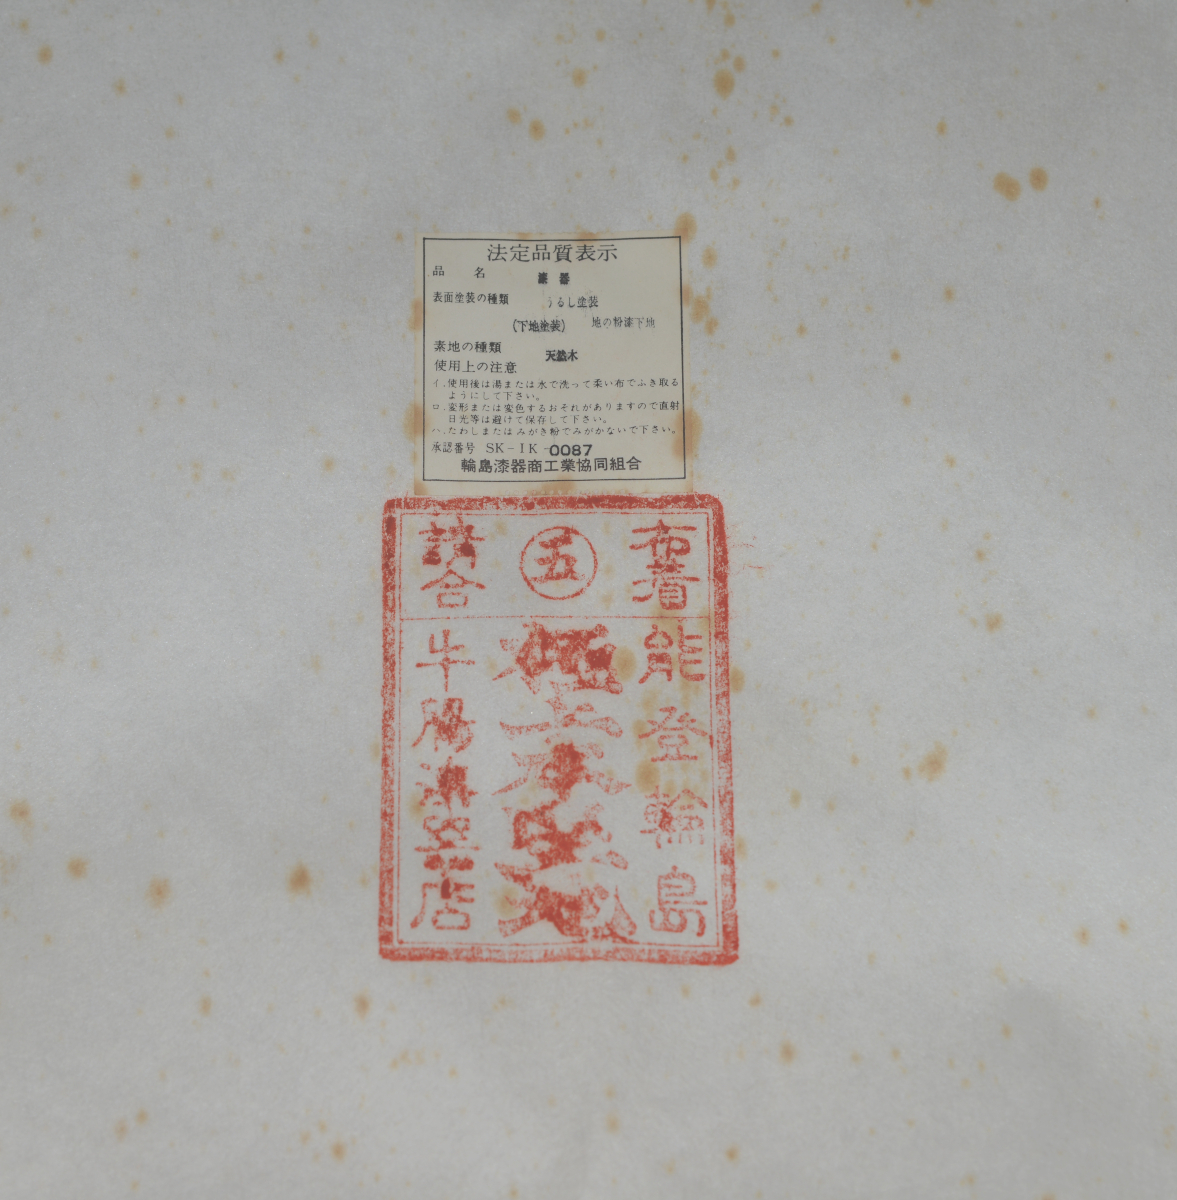 法定品質表示
品 名 漆 器
表面塗装の種類 うるし塗装
(下地塗装) 地の粉漆下地
素地の種類 天然木
使用上の注意
イ.使用後は湯または水で洗って柔い布でふき取る
ようにして下さい。
ロ.変形または変色するおそれがありますので直射
日光等は避けて保存して下さい。
ハ.たわしまたはみがき粉でみがかないで下さい。
承認番号 SK-IK-0087
輪島漆器商工業協同組合
布着
能登輪島
五
極上本堅地
請合
牛腸漆器店